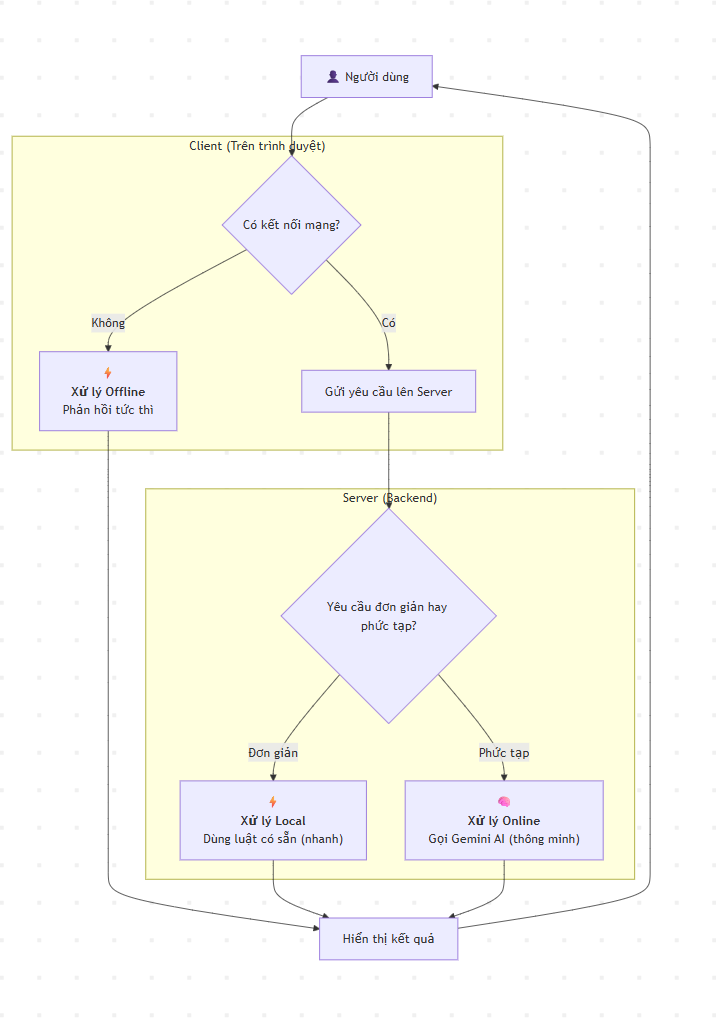 👤 Người dùng
Client (Trên trình duyệt)
Có kết nối mạng?
Không
Có
⚡
Xử lý Offline
Phản hồi tức thì
Gửi yêu cầu lên Server
Server (Backend)
Yêu cầu đơn giản hay
phức tạp?
Đơn giản
Phức tạp
⚡
Xử lý Local
Dùng luật có sẵn (nhanh)
🧠
Xử lý Online
Gọi Gemini AI (thông minh)
Hiển thị kết quả